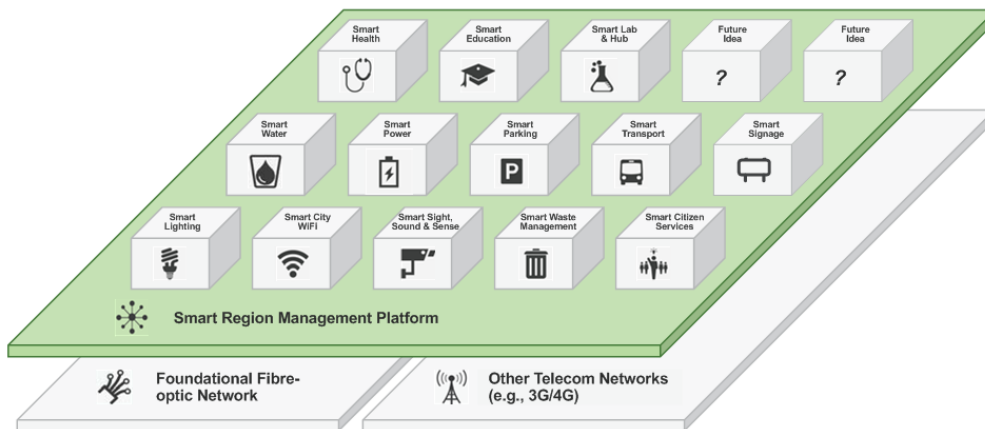 Smart
Health
Smart
Education
Smart Lab
& Hub
Future
Idea
Future
Idea
?
?
Smart
Water
Smart
Power
Smart
Parking
Smart
Transport
Smart
Signage
P
Smart
Lighting
Smart City
WiFi
Smart Sight,
Sound & Sense
Smart Waste
Management
Smart Citizen
Services
Smart Region Management Platform
Foundational Fibre-
optic Network
Other Telecom Networks
(e.g., 3G/4G)